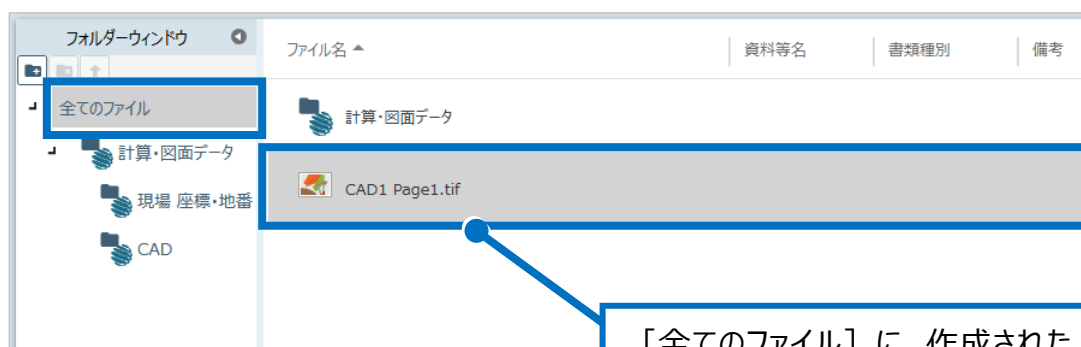 フォルダーウィンドウ
ファイル名
資料等名
書類種別
備考
全てのファイル
計算・図面データ
現場 座標・地番
CAD
計算・図面データ
CAD1 Page1.tif
［全てのファイル］に、作成された